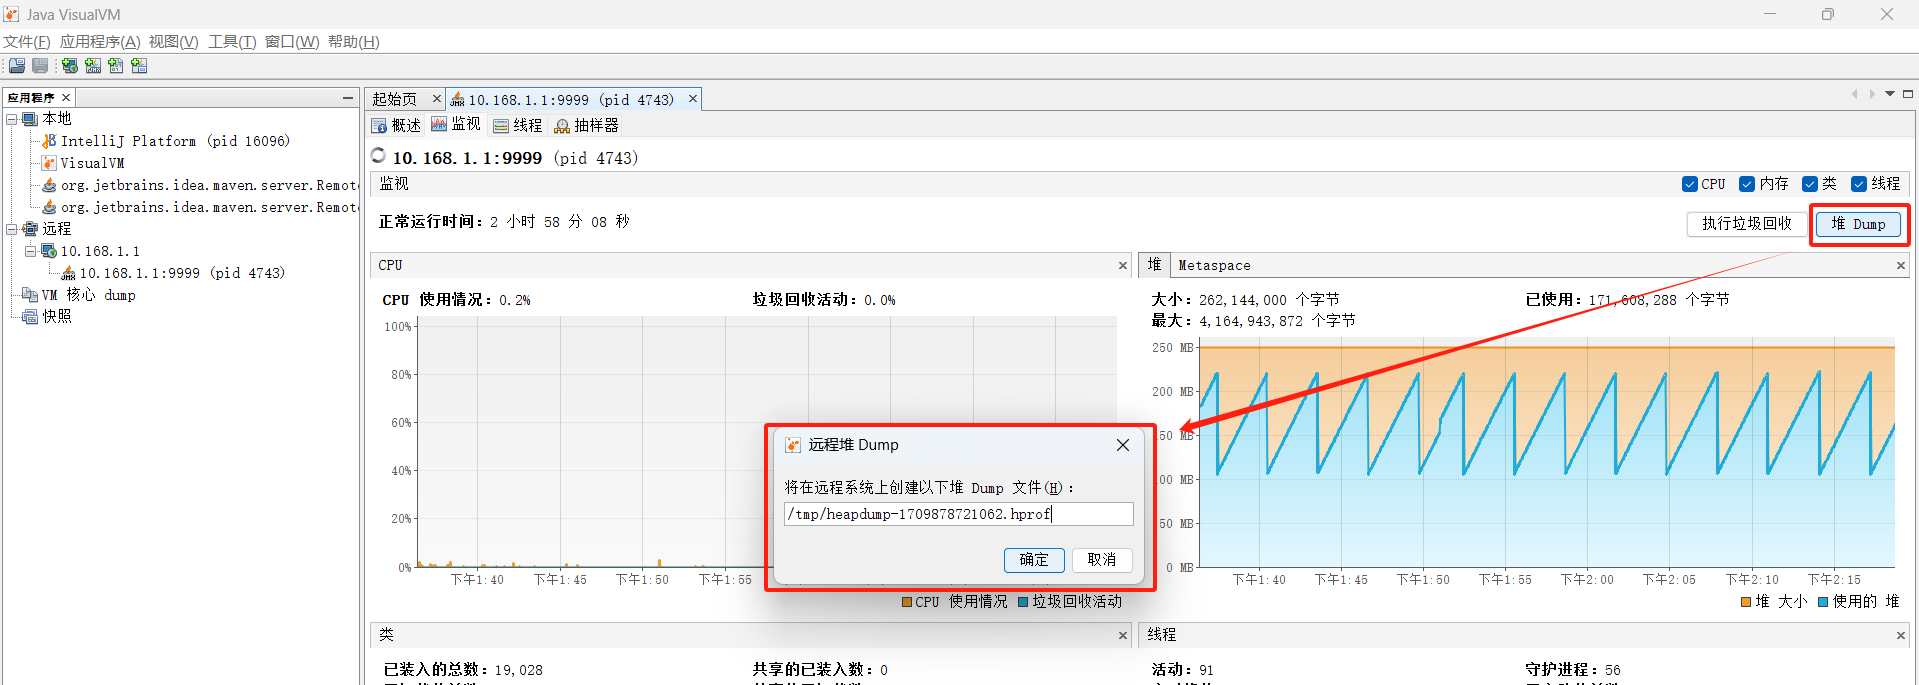 Java VisualVM
文件(F) 应用程序(A) 视图(V) 工具(T) 窗口(W) 帮助(H)
应用程序
本地
IntelliJ Platform (pid 16096)
VisualVM
org.jetbrains.idea.maven.server.Remote
org.jetbrains.idea.maven.server.Remote
远程
10.168.1.1
10.168.1.1:9999 (pid 4743)
VM 核心 dump
快照
起始页 10.168.1.1:9999 (pid 4743)
概述 监视 线程 抽样器
10.168.1.1:9999 (pid 4743)
监视 CPU 内存 类 线程
正常运行时间: 2 小时 58 分 08 秒 执行垃圾回收 堆 Dump
CPU
CPU 使用情况: 0.2% 垃圾回收活动: 0.0%
100%
80%
60%
40%
20%
0%
下午1:40 下午1:45 下午1:50 下午1:55
CPU 使用情况 垃圾回收活动
堆 Metaspace
大小: 262,144,000 个字节 已使用: 171,608,288 个字节
最大: 4,164,943,872 个字节
250 MB
200 MB
50 MB
00 MB
50 MB
0 MB
下午1:40 下午1:45 下午1:50 下午1:55 下午2:00 下午2:05 下午2:10 下午2:15
堆 大小 使用的 堆
远程堆 Dump
将在远程系统上创建以下堆 Dump 文件(H):
/tmp/heapdump-1709878721062.hprof
确定 取消
类
已装入的总数: 19,028 共享的已装入数: 0
线程
活动: 91 守护进程: 56